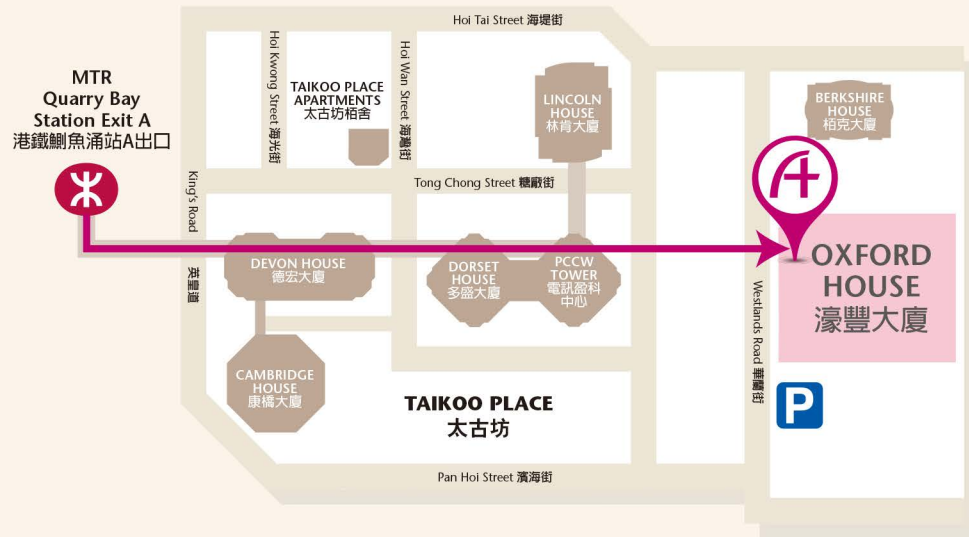 Hoi Tai Street 海堤街
MTR
Quarry Bay
Station Exit A
港鐵鰂魚涌站A出口
Hoi Kwong Street 海光街
TAIKOO PLACE
APARTMENTS
太古坊栢舍
Hoi Wan Street 海灣街
LINCOLN
HOUSE
林肯大廈
BERKSHIRE
HOUSE
栢克大廈
Tong Chong Street 糖廠街
King's Road
英皇道
DEVON HOUSE
德宏大廈
DORSET
HOUSE
多盛大廈
PCCW
TOWER
電訊盈科
中心
OXFORD
HOUSE
濠豐大廈
Westlands Road 華蘭街
CAMBRIDGE
HOUSE
康橋大廈
TAIKOO PLACE
太古坊
P
Pan Hoi Street 濱海街